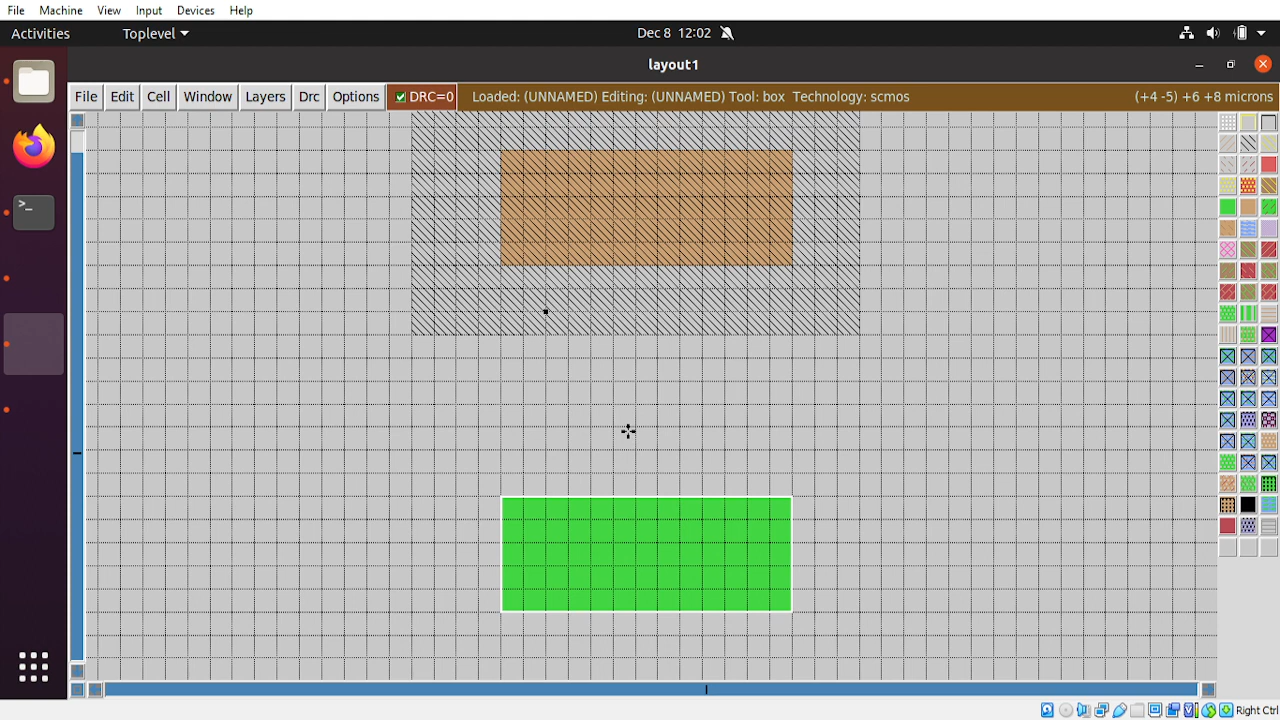 File Machine View Input Devices Help
Activities Toplevel Dec 8 12:02
layout1
File Edit Cell Window Layers Drc Options DRC=0 Loaded: (UNNAMED) Editing: (UNNAMED) Tool: box Technology: scmos (+4 -5) +6 +8 microns
>_
Right Ctrl